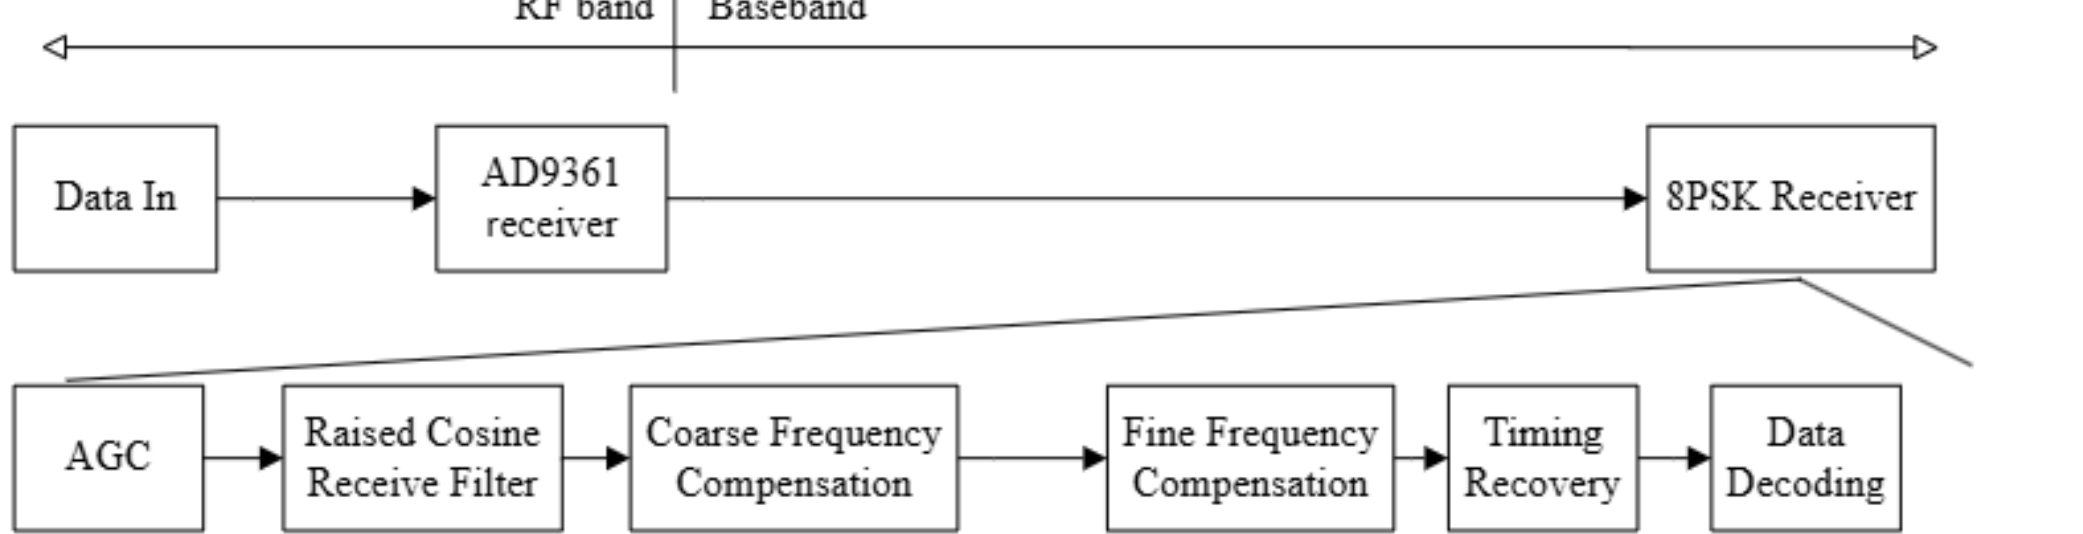 RF band
Baseband
Data In
AD9361
receiver
8PSK Receiver
AGC
Raised Cosine
Receive Filter
Coarse Frequency
Compensation
Fine Frequency
Compensation
Timing
Recovery
Data
Decoding